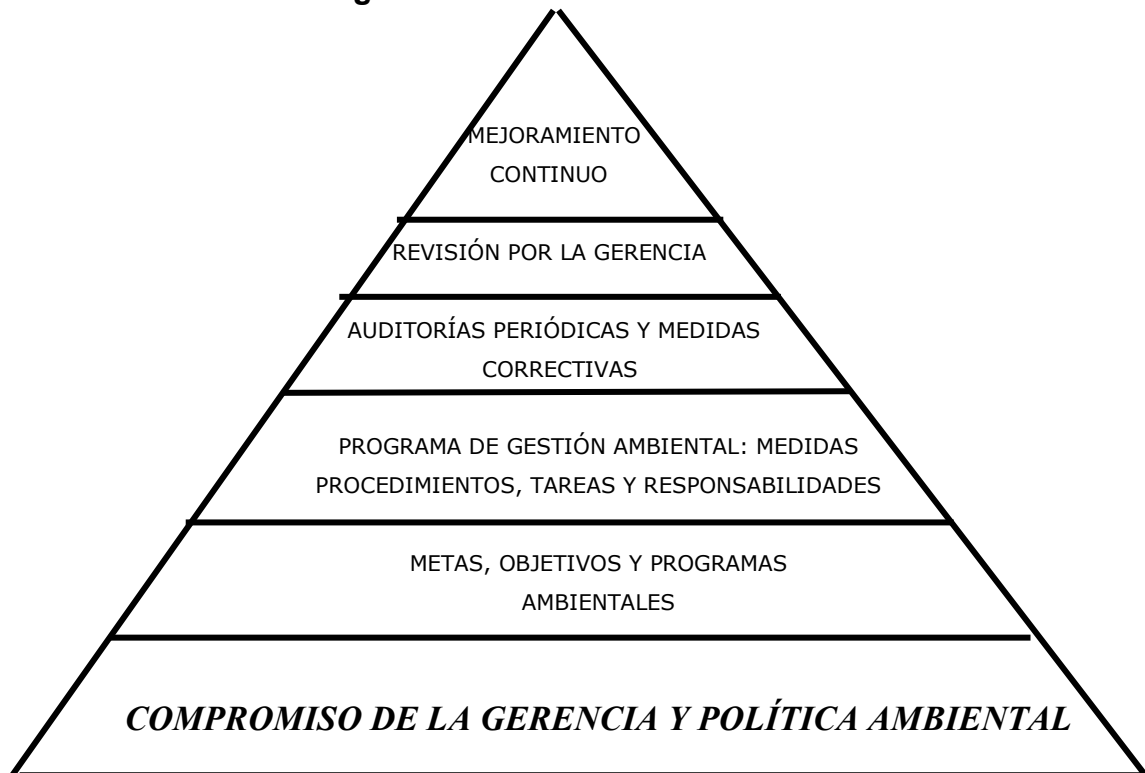 MEJORAMIENTO
CONTINUO
REVISIÓN POR LA GERENCIA
AUDITORÍAS PERIÓDICAS Y MEDIDAS
CORRECTIVAS
PROGRAMA DE GESTIÓN AMBIENTAL: MEDIDAS
PROCEDIMIENTOS, TAREAS Y RESPONSABILIDADES
METAS, OBJETIVOS Y PROGRAMAS
AMBIENTALES
COMPROMISO DE LA GERENCIA Y POLÍTICA AMBIENTAL